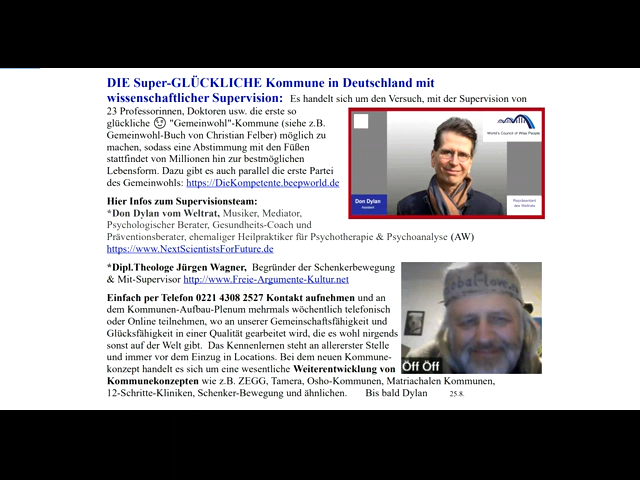 DIE Super-GLÜCKLICHE Kommune in Deutschland mit
wissenschaftlicher Supervision: Es handelt sich um den Versuch, mit der Supervision von
23 Professorinnen, Doktoren usw. die erste so
glückliche 😉 "Gemeinwohl"-Kommune (siehe z.B.
Gemeinwohl-Buch von Christian Felber) möglich zu
machen, sodass eine Abstimmung mit den Füßen
stattfindet von Millionen hin zur bestmöglichen
Lebensform. Dazu gibt es auch parallel die erste Partei
des Gemeinwohls: https://DieKompetente.beepworld.de
World's Council of Wise People
Don Dylan
Repräsentant
des Weltrats
Hier Infos zum Supervisionsteam:
*Don Dylan vom Weltrat, Musiker, Mediator,
Psychologischer Berater, Gesundheits-Coach und
Präventionsberater, ehemaliger Heilpraktiker für Psychotherapie & Psychoanalyse (AW)
https://www.NextScientistsForFuture.de
*Dipl.Theologe Jürgen Wagner, Begründer der Schenkerbewegung
& Mit-Supervisor http://www.Freie-Argumente-Kultur.net
Einfach per Telefon 0221 4308 2527 Kontakt aufnehmen und an
dem Kommunen-Aufbau-Plenum mehrmals wöchentlich telefonisch
oder Online teilnehmen, wo an unserer Gemeinschaftsfähigkeit und
Glücksfähigkeit in einer Qualität gearbeitet wird, die es wohl nirgends
sonst auf der Welt gibt. Das Kennenlernen steht an allererster Stelle
und immer vor dem Einzug in Locations. Bei dem neuen Kommune-
konzept handelt es sich um eine wesentliche Weiterentwicklung von
Kommunekonzepten wie z.B. ZEGG, Tamera, Osho-Kommunen, Matriachalen Kommunen,
12-Schritte-Kliniken, Schenker-Bewegung und ähnlichen. Bis bald Dylan 25.8.
Öff Öff